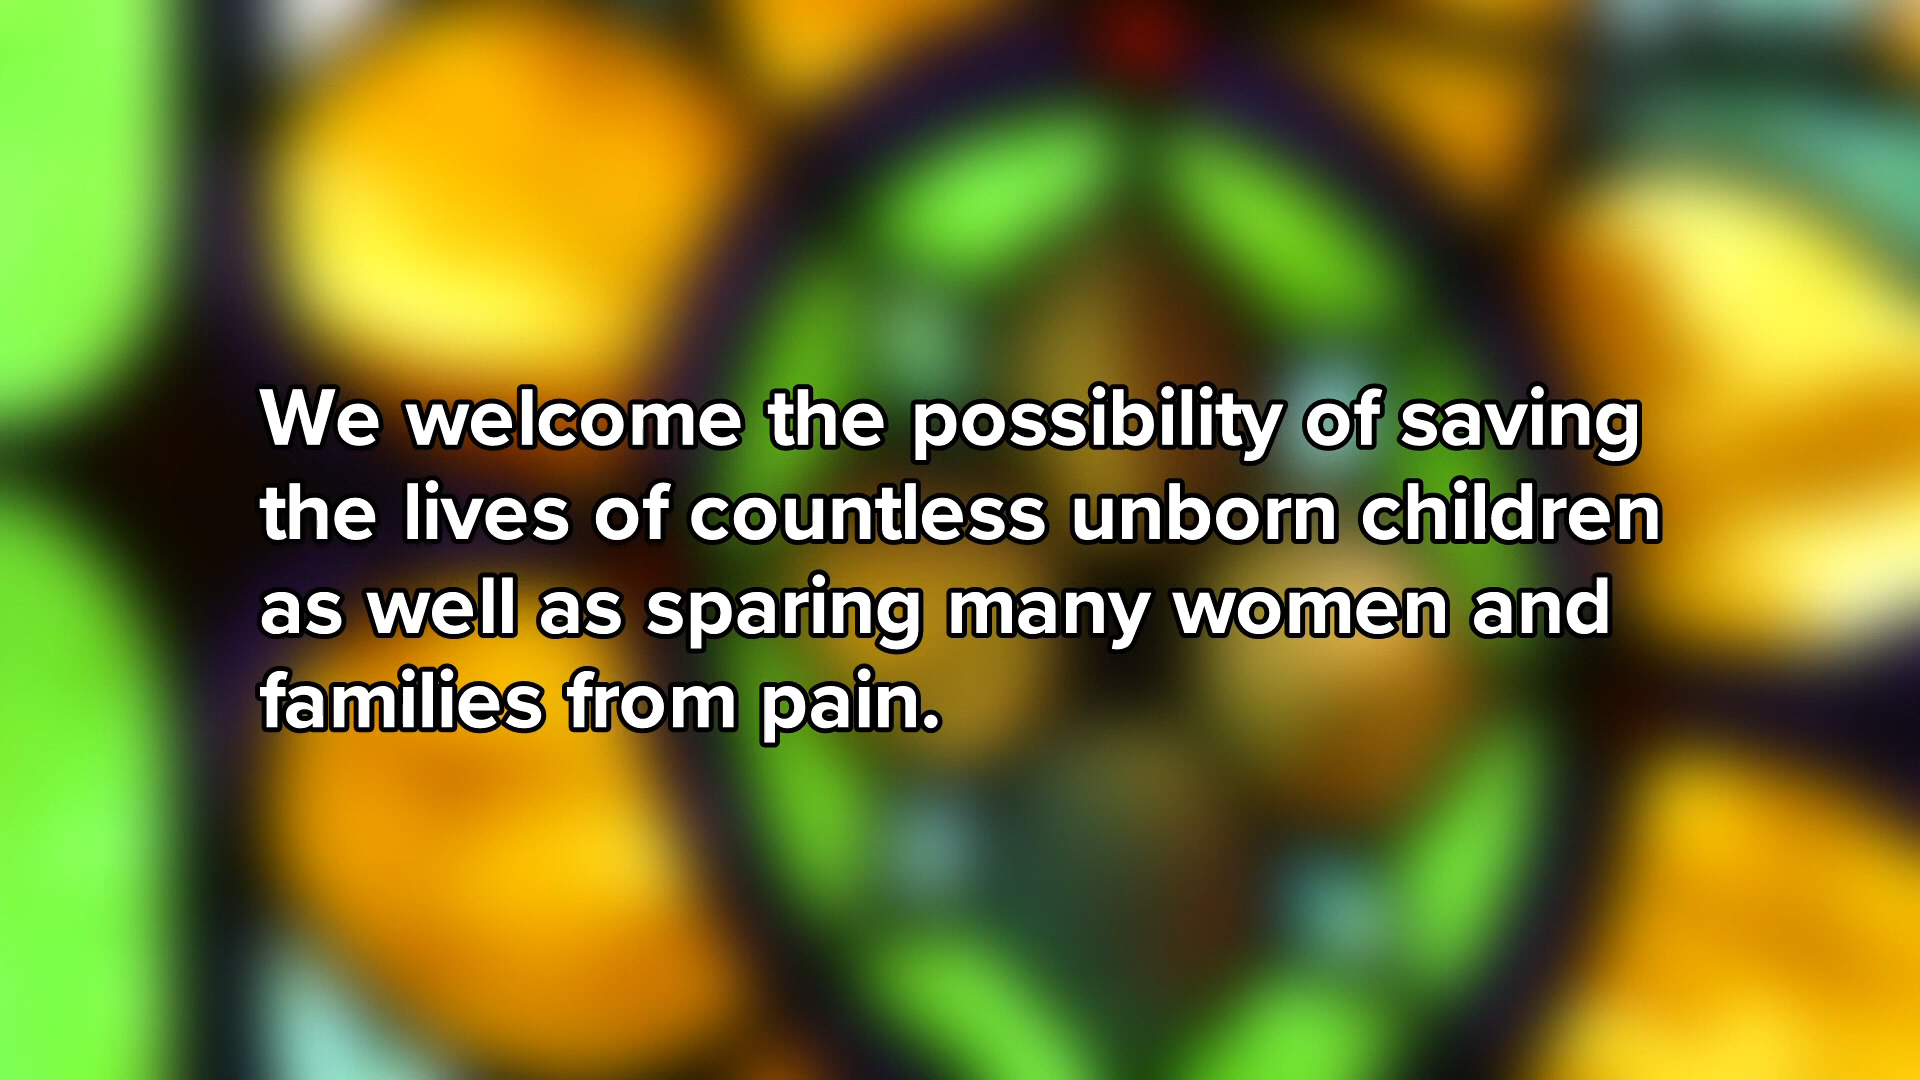 We welcome the possibility of saving
the lives of countless unborn children
as well as sparing many women and
families from pain.